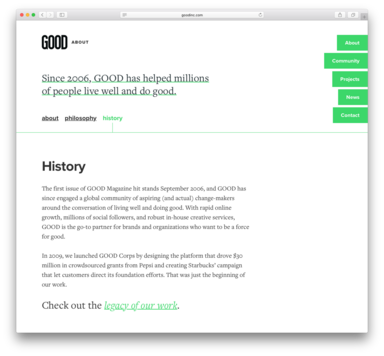 goodinc.com
GOOD ABOUT
About
Community
Projects
News
Contact
Since 2006, GOOD has helped millions
of people live well and do good.
about philosophy history
History
The first issue of GOOD Magazine hit stands September 2006, and GOOD has
since engaged a global community of aspiring (and actual) change-makers
around the conversation of living well and doing good. With rapid online
growth, millions of social followers, and robust in-house creative services,
GOOD is the go-to partner for brands and organizations who want to be a force
for good.
In 2009, we launched GOOD Corps by designing the platform that drove $30
million in crowdsourced grants from Pepsi and creating Starbucks' campaign
that let customers direct its foundation efforts. That was just the beginning of
our work.
Check out the legacy of our work.